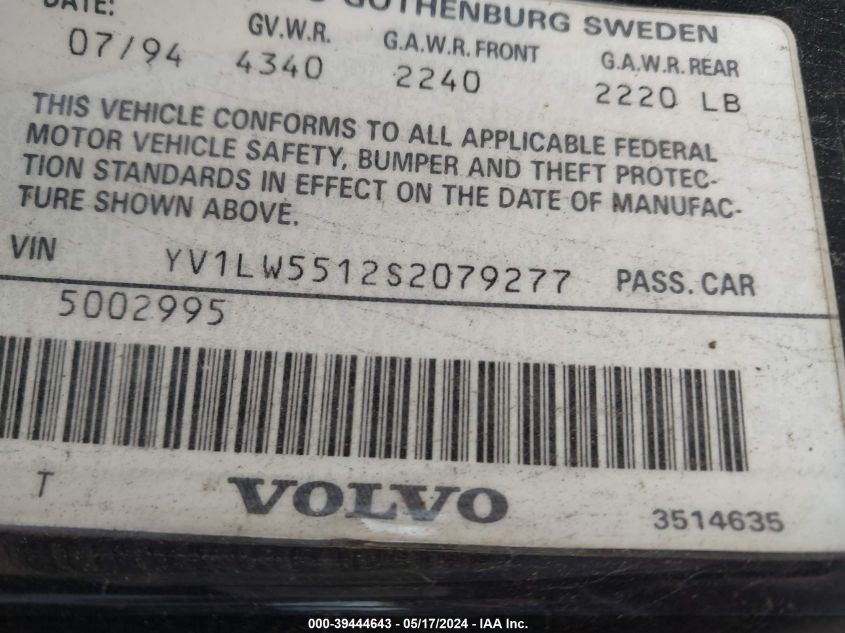 GOTHENBURG SWEDEN
DATE: GV.W.R. G.A.W.R. FRONT G.A.W.R. REAR
07/94 4340 2240 2220 LB
THIS VEHICLE CONFORMS TO ALL APPLICABLE FEDERAL
MOTOR VEHICLE SAFETY, BUMPER AND THEFT PROTEC-
TION STANDARDS IN EFFECT ON THE DATE OF MANUFAC-
TURE SHOWN ABOVE.
VIN YV1LW5512S2079277 PASS. CAR
5002995
T VOLVO 3514635
000-39444643 - 05/17/2024 - IAA Inc.